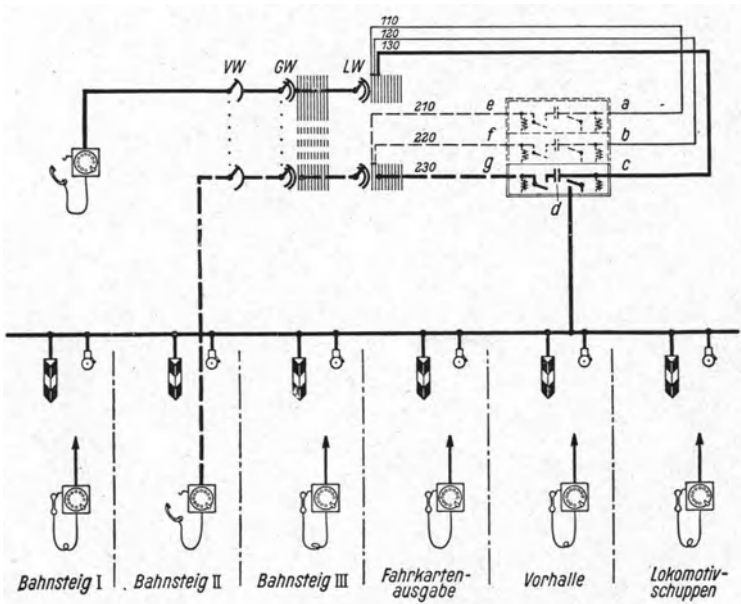 110
120
130
VW
GW
LW
210
e
a
220
f
b
230
g
c
d
Bahnsteig I
Bahnsteig II
Bahnsteig III
Fahrkarten-
ausgabe
Vorhalle
Lokomotiv-
schuppen